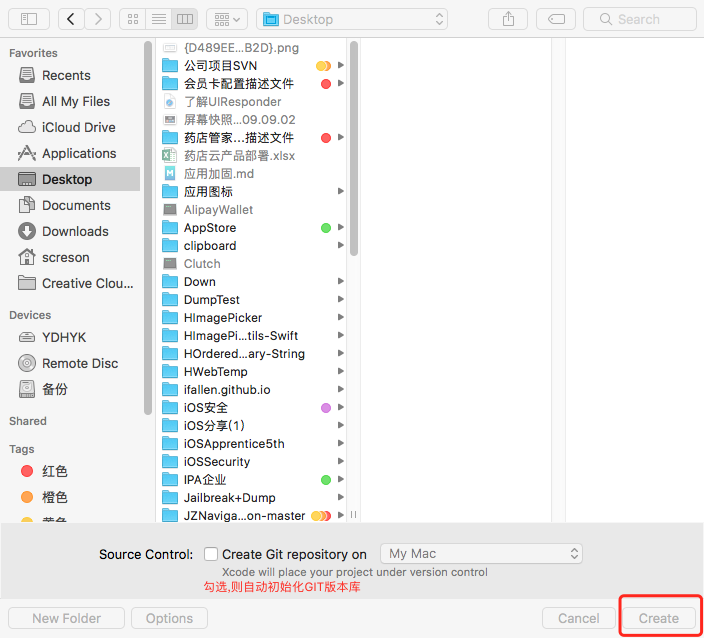 Desktop
Search
Favorites
Recents
All My Files
iCloud Drive
Applications
Desktop
Documents
Downloads
screson
Creative Clou...
Devices
YDHYK
Remote Disc
备份
Shared
Tags
红色
橙色
黄色
{D489EE...B2D}.png
公司项目SVN
会员卡配置描述文件
了解UIResponder
屏幕快照...09.09.02
药店管家...描述文件
药店云产品部署.xlsx
应用加固.md
应用图标
AlipayWallet
AppStore
clipboard
Clutch
Down
DumpTest
HImagePicker
HImagePi...tils-Swift
HOrdered...ary-String
HWebTemp
ifallen.github.io
iOS安全
iOS分享(1)
iOSApprentice5th
iOSSecurity
IPA企业
Jailbreak+Dump
JZNaviga...on-master
Source Control:
Create Git repository on
My Mac
Xcode will place your project under version control
勾选,则自动初始化GIT版本库
New Folder
Options
Cancel
Create